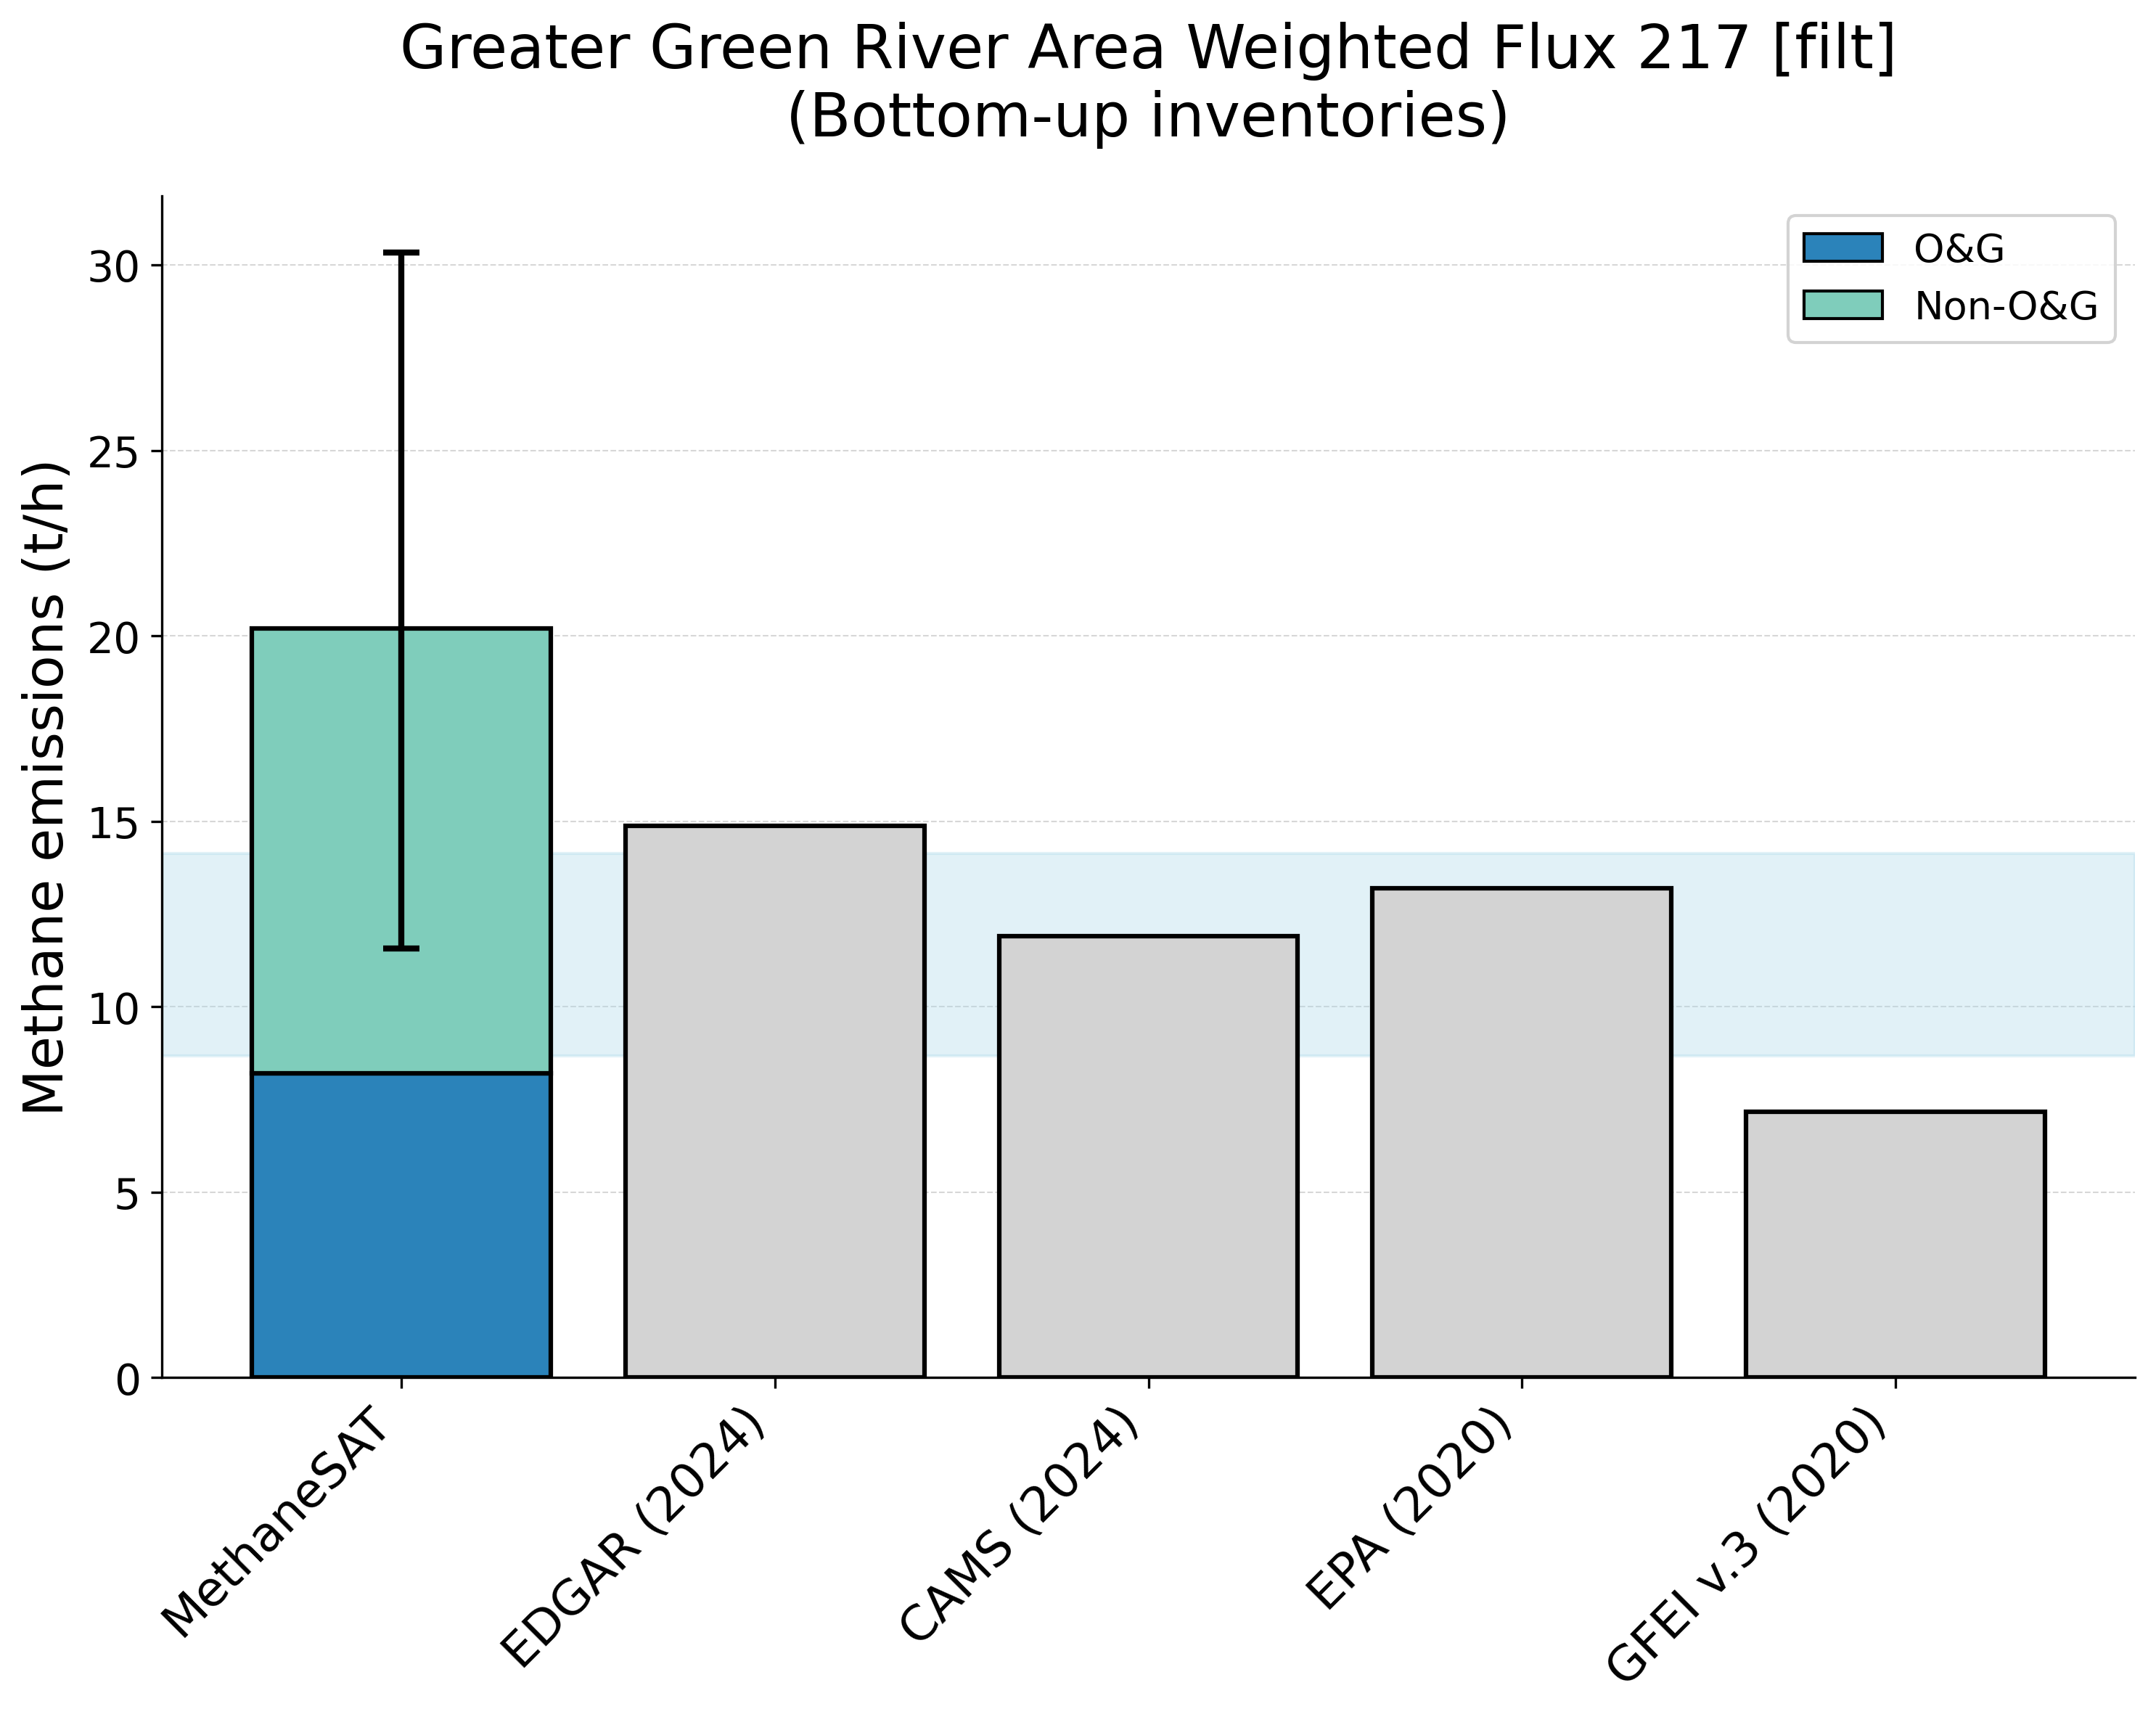 Greater Green River Area Weighted Flux 217 [filt]
(Bottom-up inventories)
O&G
Non-O&G
Methane emissions (t/h)
30
25
20
15
10
5
0
MethaneSAT
EDGAR (2024)
CAMS (2024)
EPA (2020)
GFEI v.3 (2020)